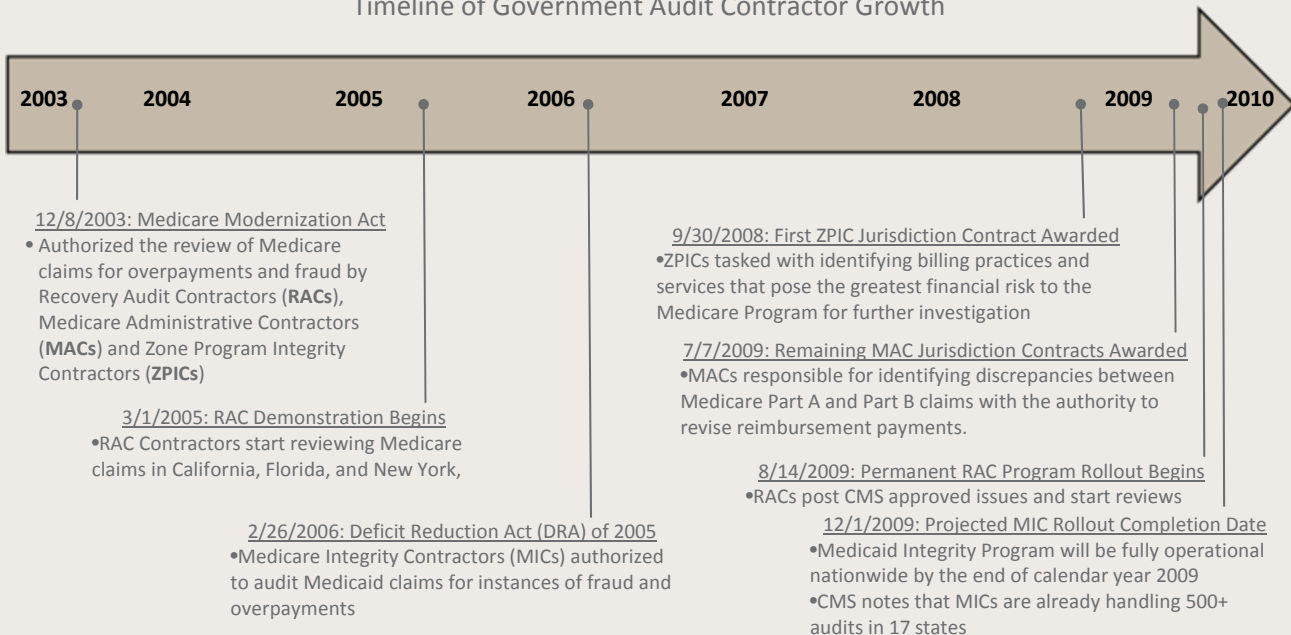 Timeline of Government Audit Contractor Growth
2003 2004 2005 2006 2007 2008 2009 2010
12/8/2003: Medicare Modernization Act
• Authorized the review of Medicare
claims for overpayments and fraud by
Recovery Audit Contractors (RACs),
Medicare Administrative Contractors
(MACs) and Zone Program Integrity
Contractors (ZPICs)
3/1/2005: RAC Demonstration Begins
•RAC Contractors start reviewing Medicare
claims in California, Florida, and New York,
2/26/2006: Deficit Reduction Act (DRA) of 2005
•Medicare Integrity Contractors (MICs) authorized
to audit Medicaid claims for instances of fraud and
overpayments
9/30/2008: First ZPIC Jurisdiction Contract Awarded
•ZPICs tasked with identifying billing practices and
services that pose the greatest financial risk to the
Medicare Program for further investigation
7/7/2009: Remaining MAC Jurisdiction Contracts Awarded
•MACs responsible for identifying discrepancies between
Medicare Part A and Part B claims with the authority to
revise reimbursement payments.
8/14/2009: Permanent RAC Program Rollout Begins
•RACs post CMS approved issues and start reviews
12/1/2009: Projected MIC Rollout Completion Date
•Medicaid Integrity Program will be fully operational
nationwide by the end of calendar year 2009
•CMS notes that MICs are already handling 500+
audits in 17 states